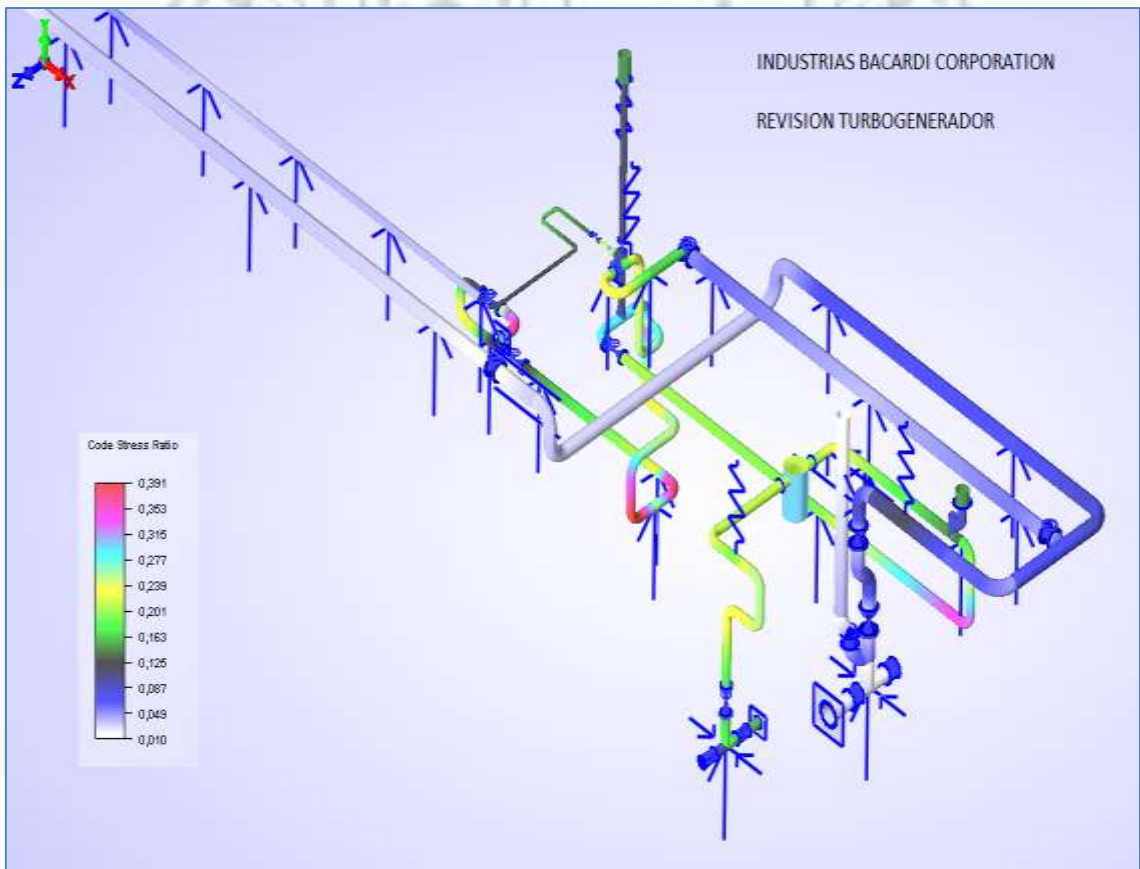 Y
Z
X
INDUSTRIAS BACARDI CORPORATION
REVISION TURBOGENERADOR
Code Stress Ratio
0,391
0,353
0,315
0,277
0,239
0,201
0,163
0,125
0,087
0,049
0,010